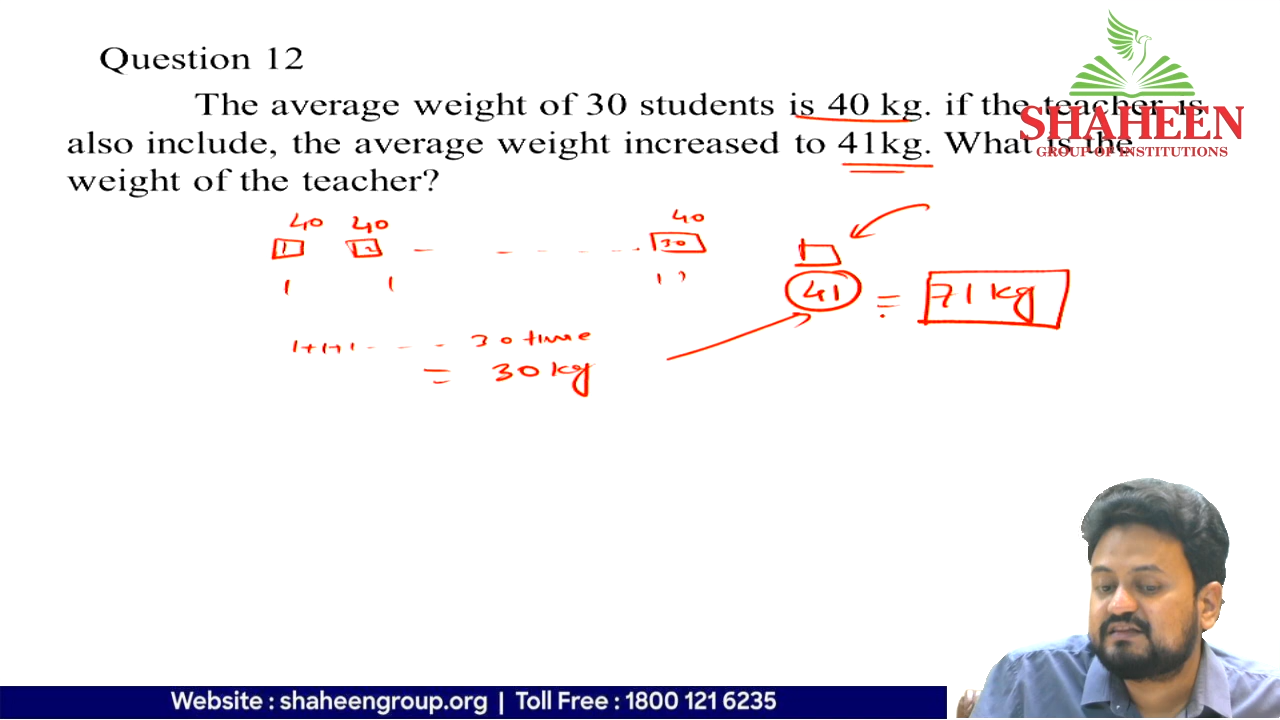 Question 12
The average weight of 30 students is 40 kg. if the teacher is
also include, the average weight increased to 41kg. What is the
weight of the teacher?
SHAHEEN
GROUP OF INSTITUTIONS
40 40 40
1 2 - - - - - . 30
1 1 1 1
41 = 71 kg
1+1+1 - - - - 30 time
= 30 kg
Website : shaheengroup.org | Toll Free : 1800 121 6235